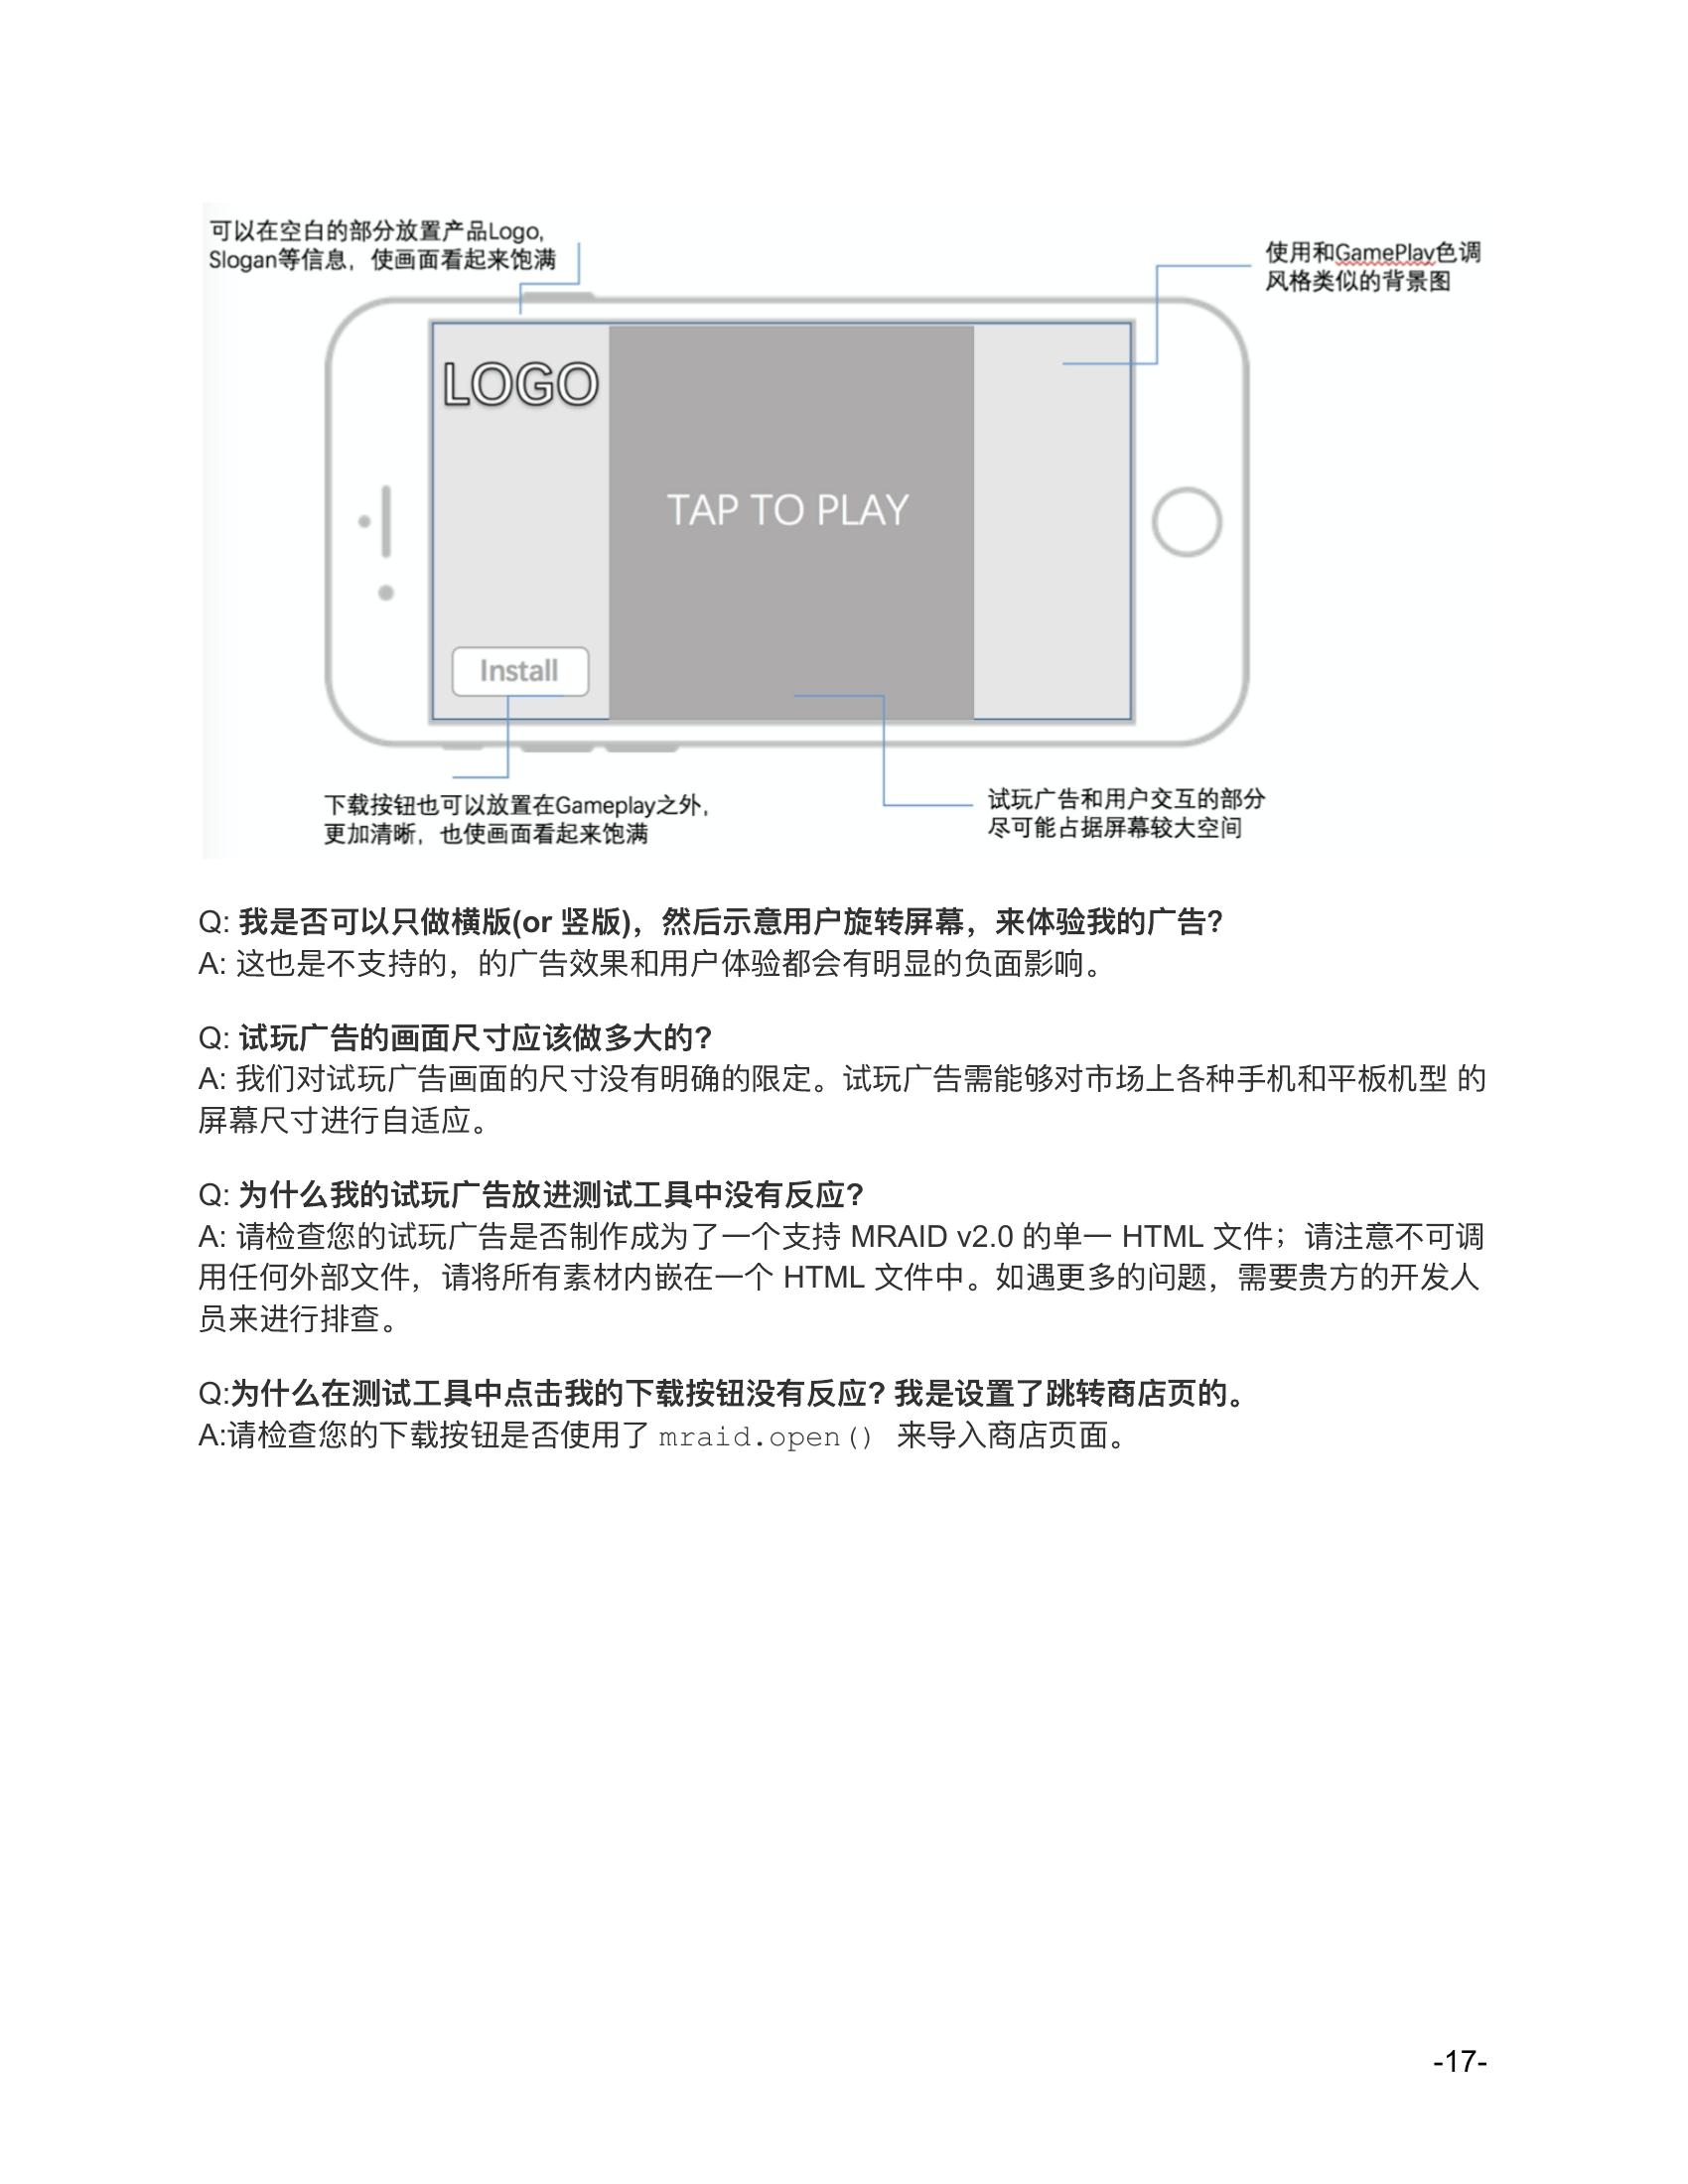 可以在空白的部分放置产品Logo,
Slogan等信息，使画面看起来饱满
使用和GamePlay色调
风格类似的背景图
LOGO
TAP TO PLAY
Install
下载按钮也可以放置在Gameplay之外,
更加清晰，也使画面看起来饱满
试玩广告和用户交互的部分
尽可能占据屏幕较大空间
Q: 我是否可以只做横版(or 竖版)，然后示意用户旋转屏幕，来体验我的广告?
A: 这也是不支持的，的广告效果和用户体验都会有明显的负面影响。
Q: 试玩广告的画面尺寸应该做多大的?
A: 我们对试玩广告画面的尺寸没有明确的限定。试玩广告需能够对市场上各种手机和平板机型 的
屏幕尺寸进行自适应。
Q: 为什么我的试玩广告放进测试工具中没有反应?
A: 请检查您的试玩广告是否制作成为了一个支持 MRAID v2.0 的单一 HTML 文件；请注意不可调
用任何外部文件，请将所有素材内嵌在一个 HTML 文件中。如遇更多的问题，需要贵方的开发人
员来进行排查。
Q:为什么在测试工具中点击我的下载按钮没有反应? 我是设置了跳转商店页的。
A:请检查您的下载按钮是否使用了 mraid.open() 来导入商店页面。
-17-